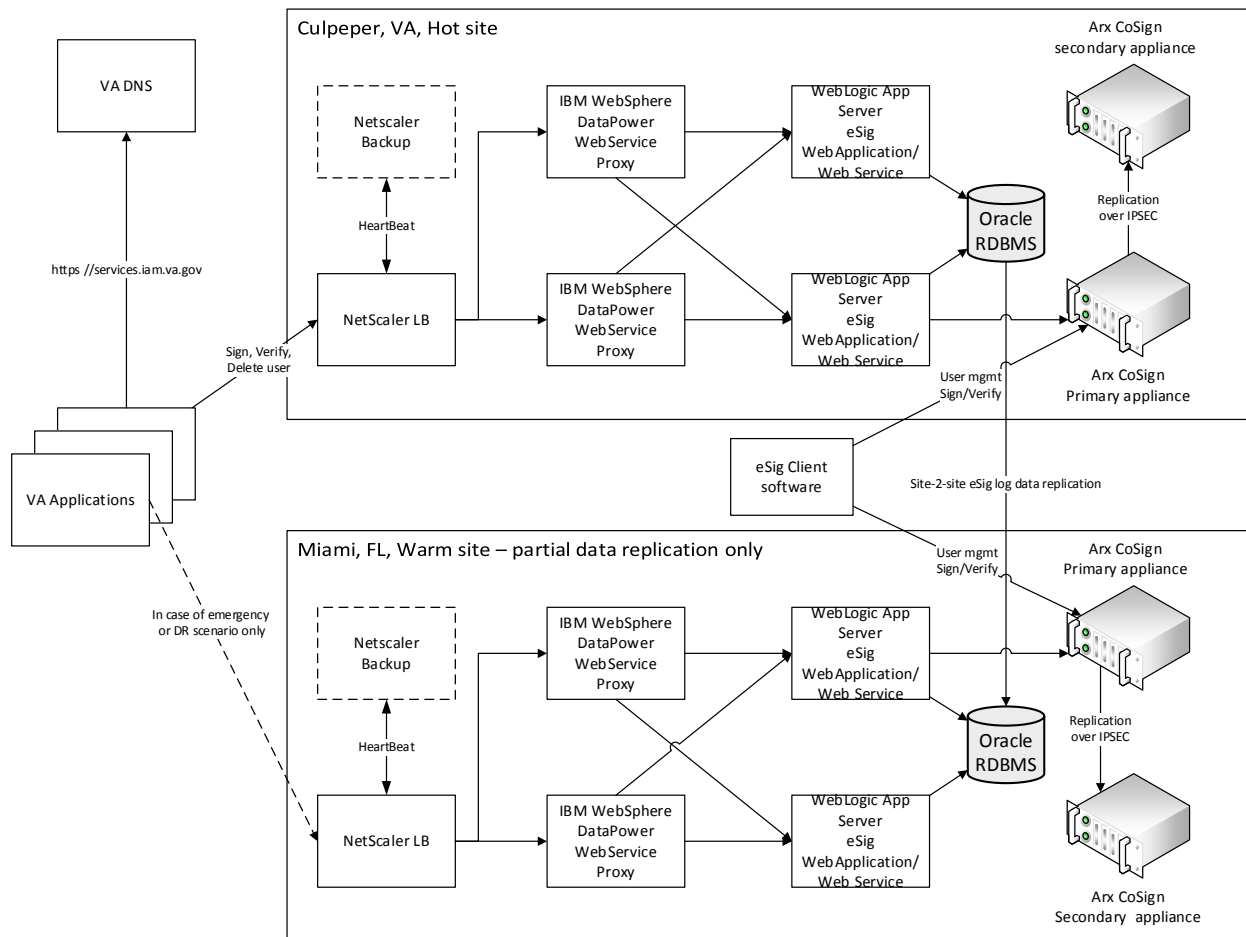 Culpeper, VA, Hot site
Arx CoSign
secondary appliance
VA DNS
Netscaler
Backup
IBM WebSphere
DataPower
WebService
Proxy
WebLogic App
Server
eSig
WebApplication/
Web Service
HeartBeat
Oracle
RDBMS
Replication
over IPSEC
https //services.iam.va.gov
NetScaler LB
IBM WebSphere
DataPower
WebService
Proxy
WebLogic App
Server
eSig
WebApplication/
Web Service
Sign, Verify,
Delete user
User mgmt
Sign/Verify
Arx CoSign
Primary appliance
VA Applications
eSig Client
software
Site-2-site eSig log data replication
Miami, FL, Warm site – partial data replication only
User mgmt
Sign/Verify
Arx CoSign
Primary appliance
In case of emergency
or DR scenario only
Netscaler
Backup
IBM WebSphere
DataPower
WebService
Proxy
WebLogic App
Server
eSig
WebApplication/
Web Service
HeartBeat
Oracle
RDBMS
Replication
over IPSEC
NetScaler LB
IBM WebSphere
DataPower
WebService
Proxy
WebLogic App
Server
eSig
WebApplication/
Web Service
Arx CoSign
Secondary appliance